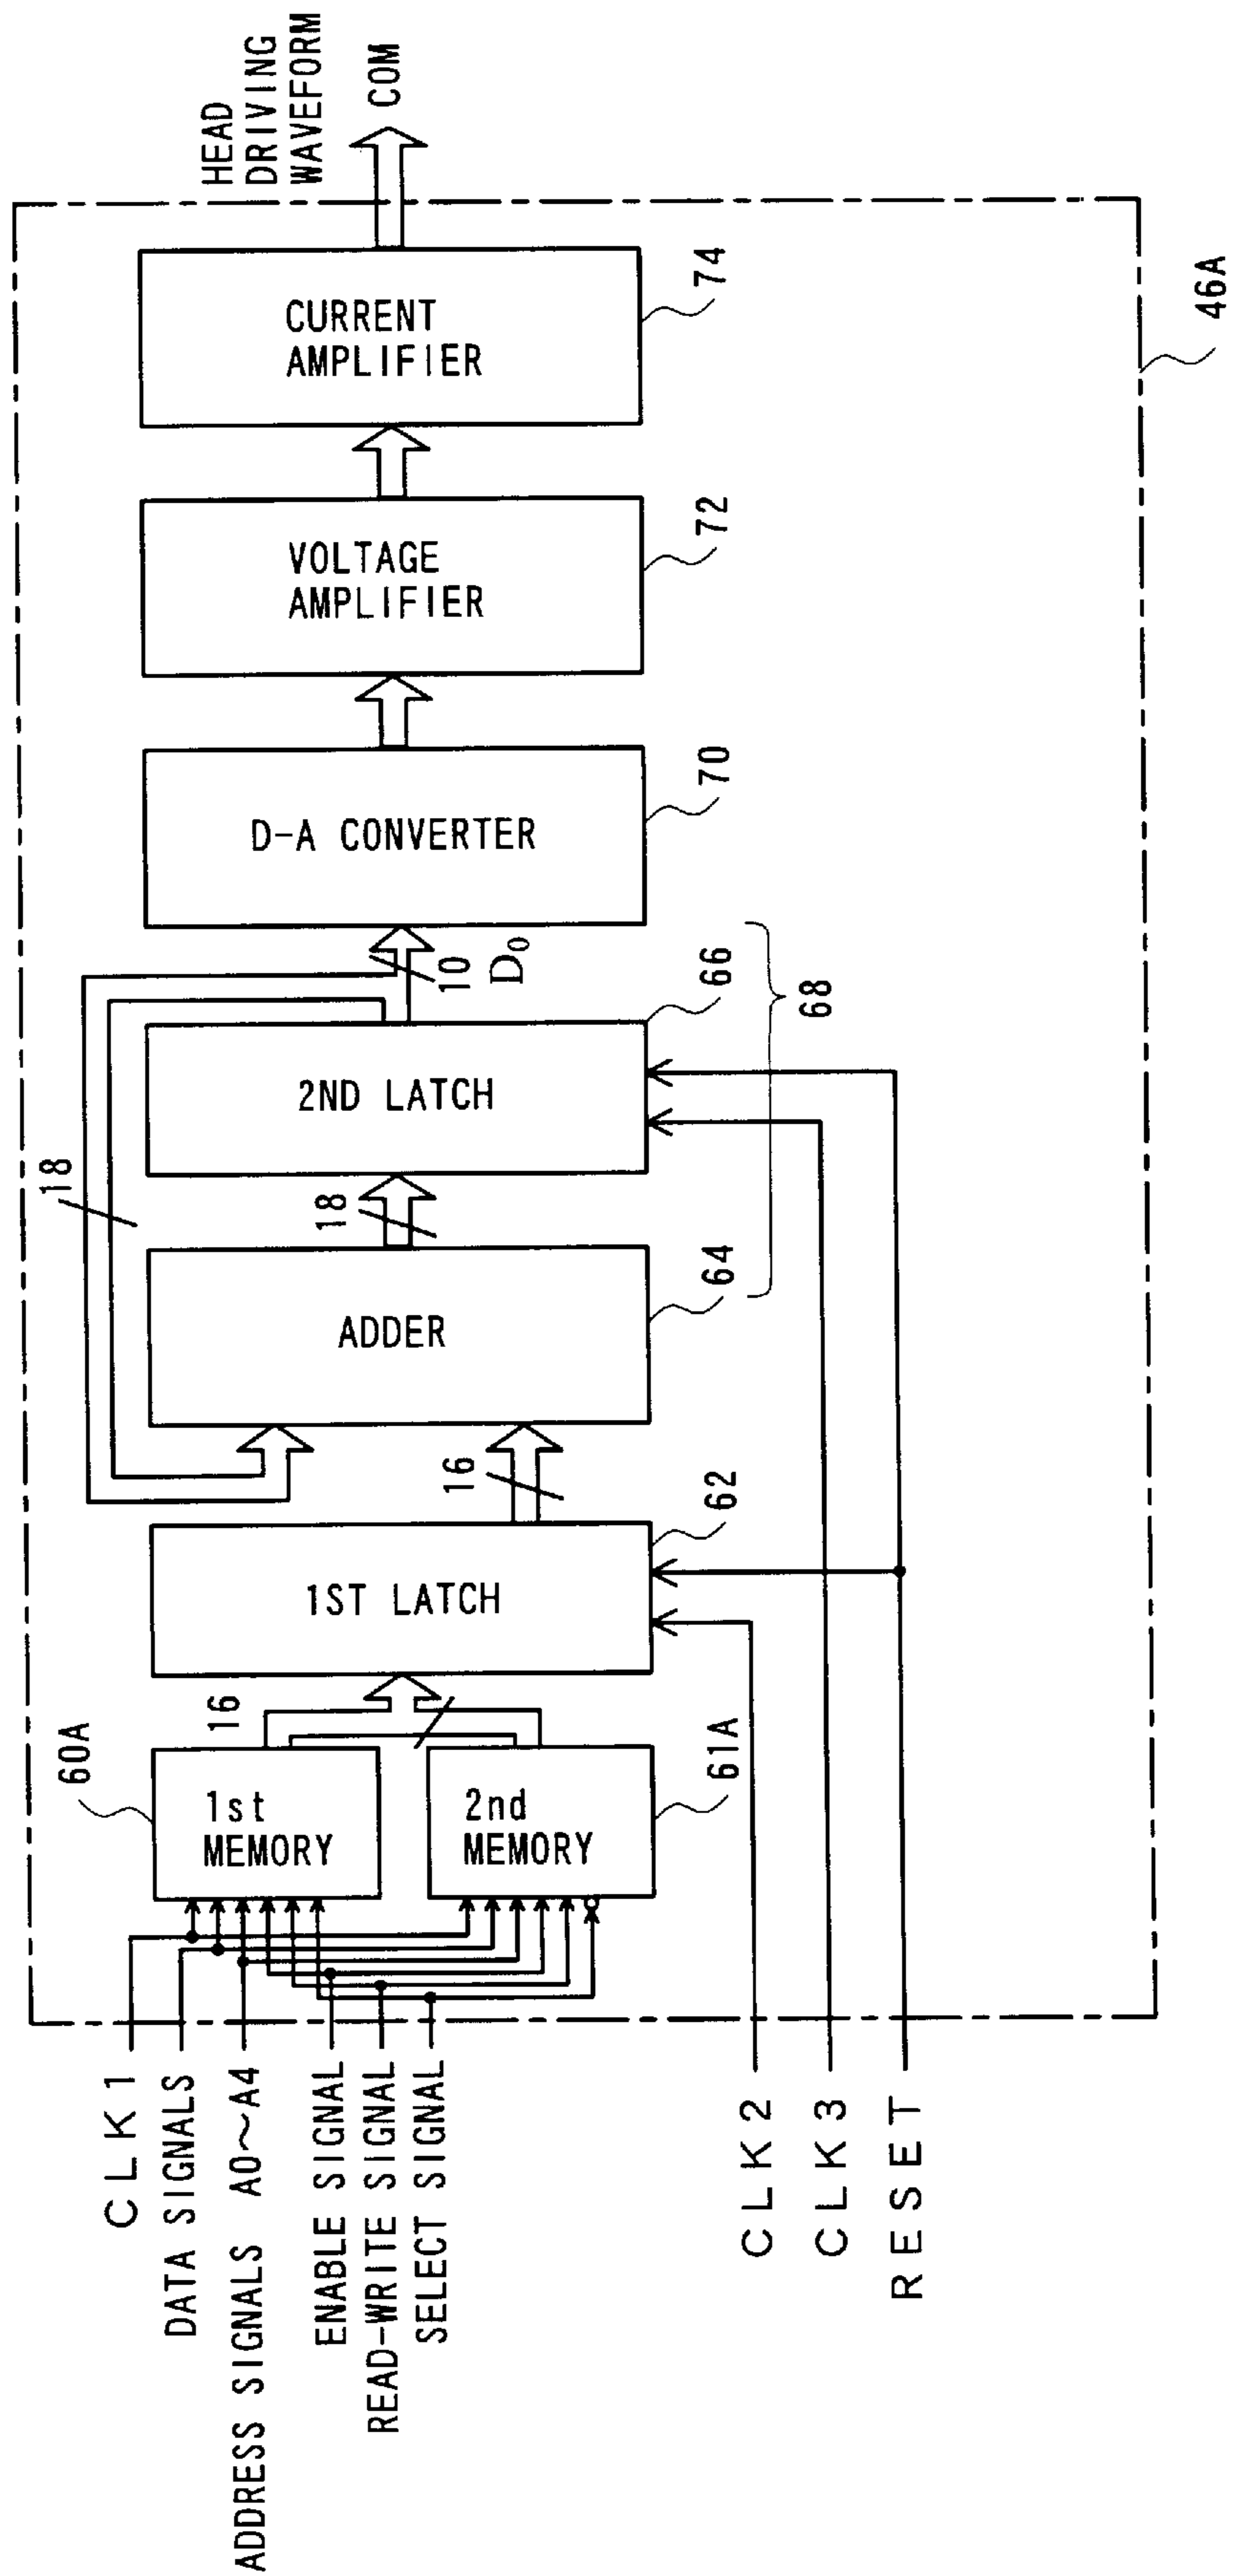 CLK1
DATA SIGNALS
ADDRESS SIGNALS A0~A4
ENABLE SIGNAL
READ-WRITE SIGNAL
SELECT SIGNAL
CLK2
CLK3
RESET
60A
1st
MEMORY
2nd
MEMORY
61A
16
1ST LATCH
62
16
ADDER
64
18
18
2ND LATCH
66
68
10
D0
D-A CONVERTER
70
VOLTAGE
AMPLIFIER
72
CURRENT
AMPLIFIER
74
HEAD
DRIVING
WAVEFORM
COM
46A